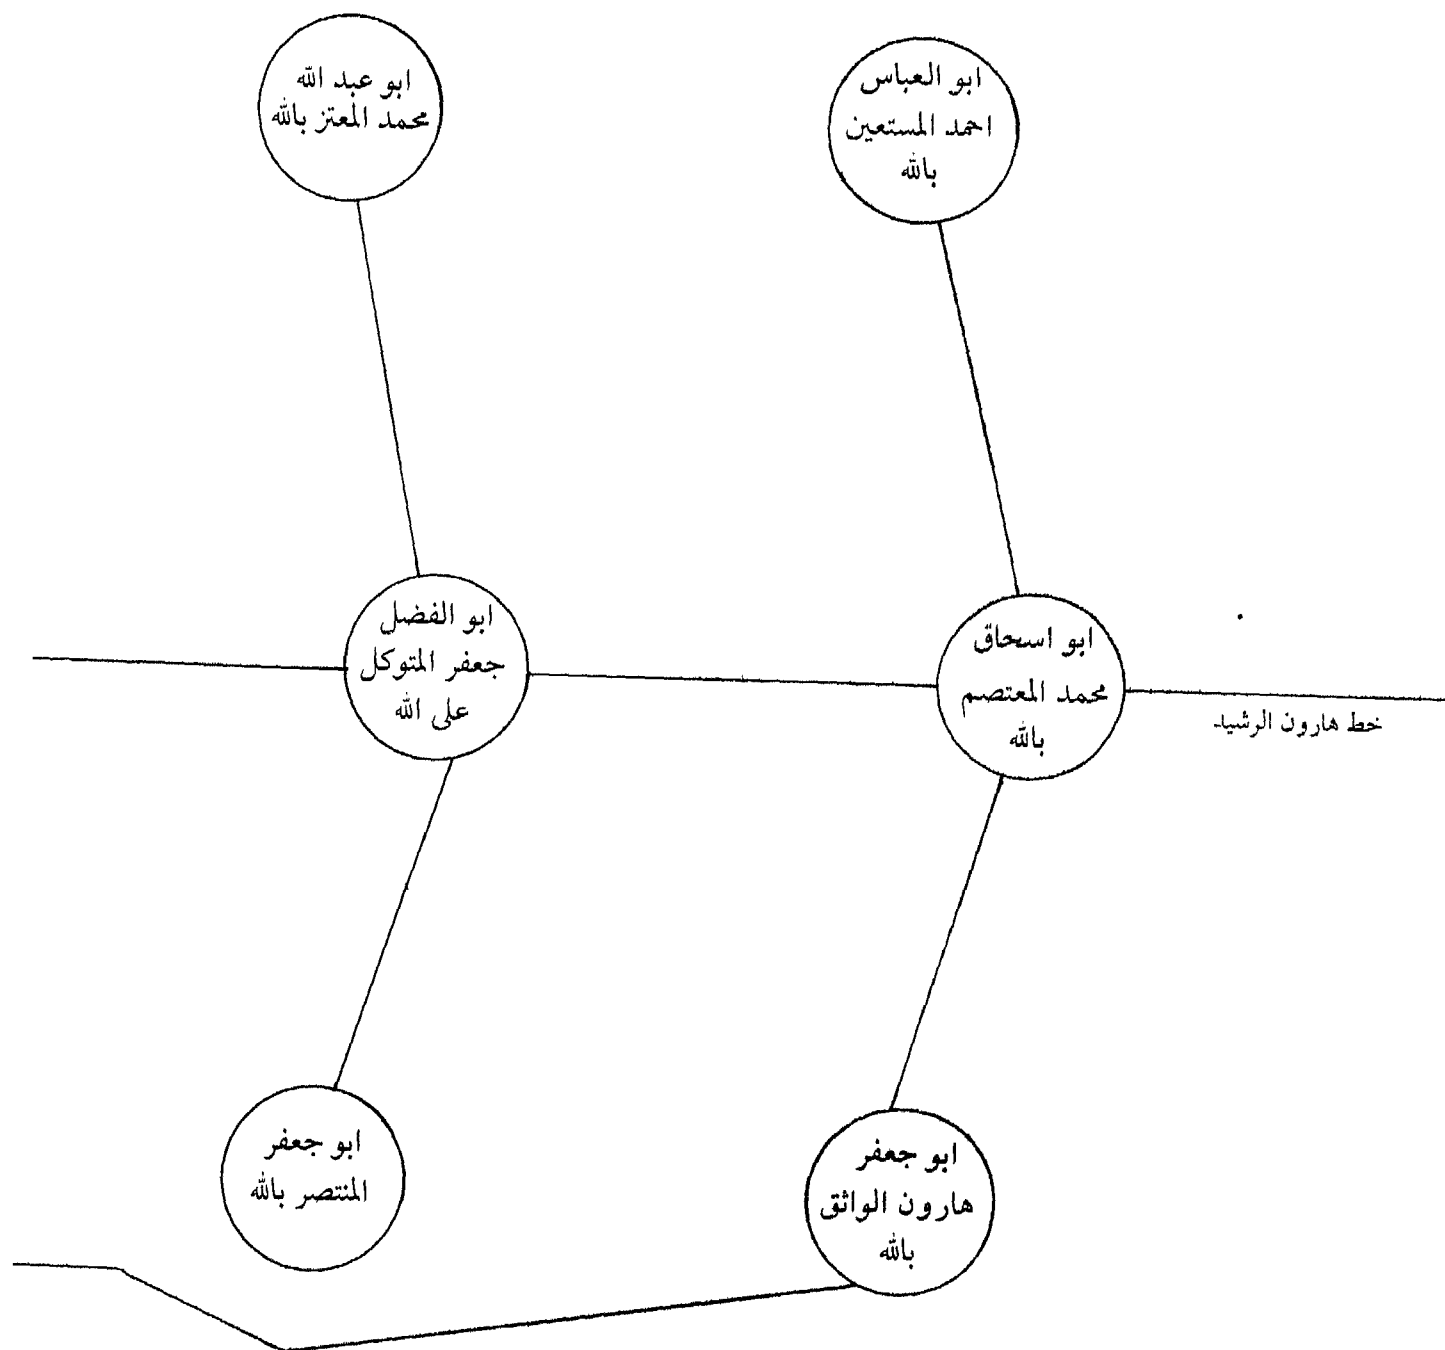 ابو العباس
احمد المستعين
بالله
ابو عبد الله
محمد المعتز بالله
ابو اسحاق
محمد المعتصم
بالله
خط هارون الرشيد
ابو الفضل
جعفر المتوكل
على الله
ابو جعفر
هارون الواثق
بالله
ابو جعفر
المنتصر بالله